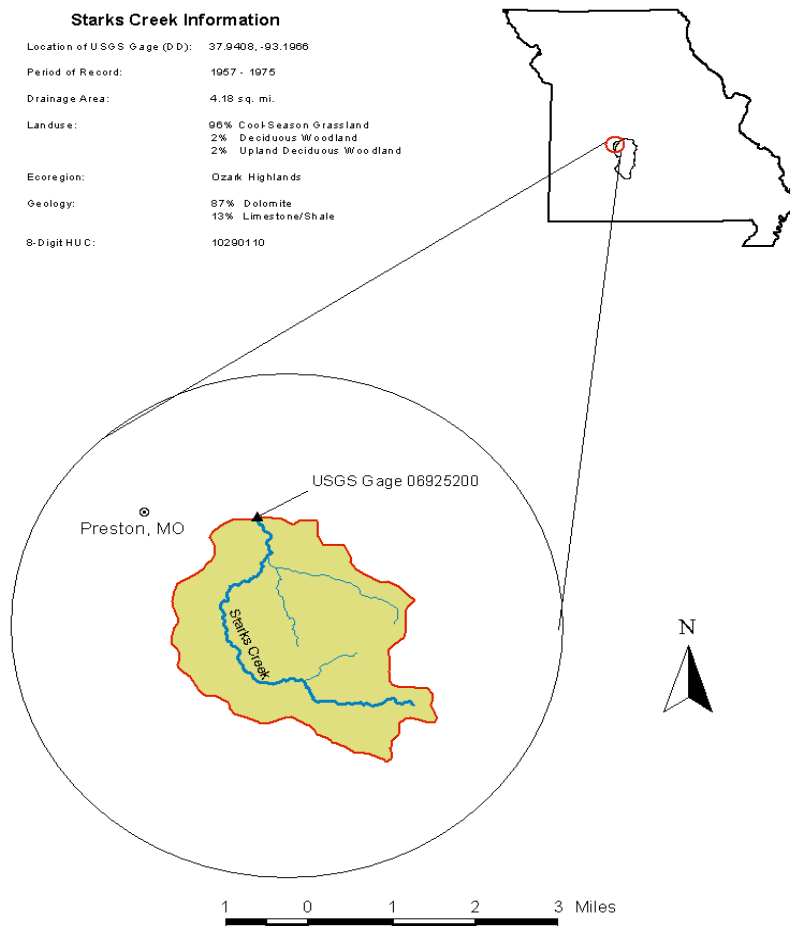 Starks Creek Information
Location of USGS Gage (DD): 37.9408, -93.1966
Period of Record: 1957 - 1975
Drainage Area: 4.18 sq. mi.
Landuse: 96% Cool-Season Grassland
2% Deciduous Woodland
2% Upland Deciduous Woodland
Ecoregion: Ozark Highlands
Geology: 87% Dolomite
13% Limestone/Shale
8-Digit HUC: 10290110
USGS Gage 06925200
Preston, MO
Starks Creek
N
1 0 1 2 3 Miles